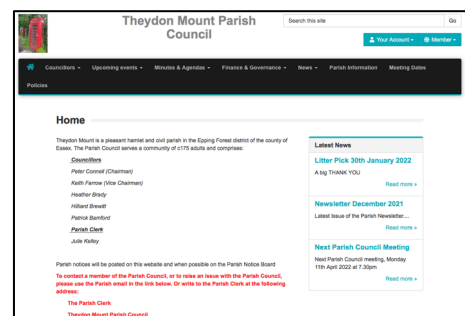 Theydon Mount Parish
Council
Search this site
Go
Your Account
Member
Councillors
Upcoming events
Minutes & Agendas
Finance & Governance
News
Parish Information
Meeting Dates
Policies
Home
Theydon Mount is a pleasant hamlet and civil parish in the Epping Forest district of the county of
Essex. The Parish Council serves a community of c175 adults and comprises:
Councillors
Peter Connell (Chairman)
Keith Farrow (Vice Chairman)
Heather Brady
Hilliard Brewitt
Patrick Bamford
Parish Clerk
Julie Kelley
Parish notices will be posted on this website and when possible on the Parish Notice Board
To contact a member of the Parish Council, or to raise an issue with the Parish Council,
please use the Parish email in the link below. Or write to the Parish Clerk at the following
address:
The Parish Clerk
Theydon Mount Parish Council
Latest News
Litter Pick 30th January 2022
A big THANK YOU
Read more »
Newsletter December 2021
Latest Issue of the Parish Newsletter....
Read more »
Next Parish Council Meeting
Next Parish Council meeting, Monday
11th April 2022 at 7.30pm
Read more »